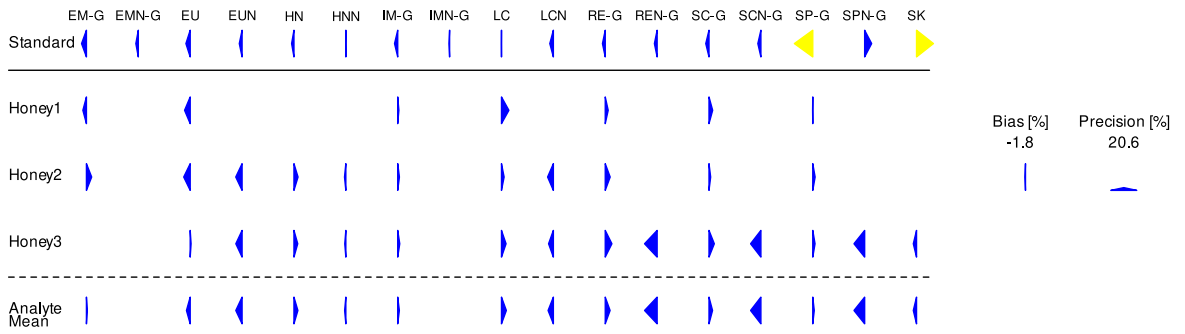 EM-G EMN-G EU EUN HN HNN IM-G IMN-G LC LCN RE-G REN-G SC-G SCN-G SP-G SPN-G SK
Standard
Honey1
Bias [%] Precision [%]
-1.8 20.6
Honey2
Honey3
Analyte
Mean